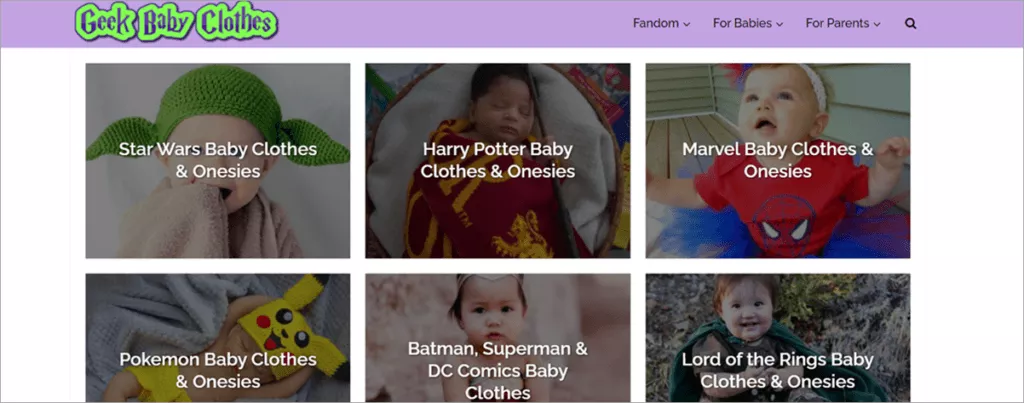 Geek Baby Clothes
Fandom
For Babies
For Parents
Star Wars Baby Clothes
& Onesies
Harry Potter Baby
Clothes & Onesies
Marvel Baby Clothes &
Onesies
Pokemon Baby Clothes
& Onesies
Batman, Superman &
DC Comics Baby
Clothes
Lord of the Rings Baby
Clothes & Onesies